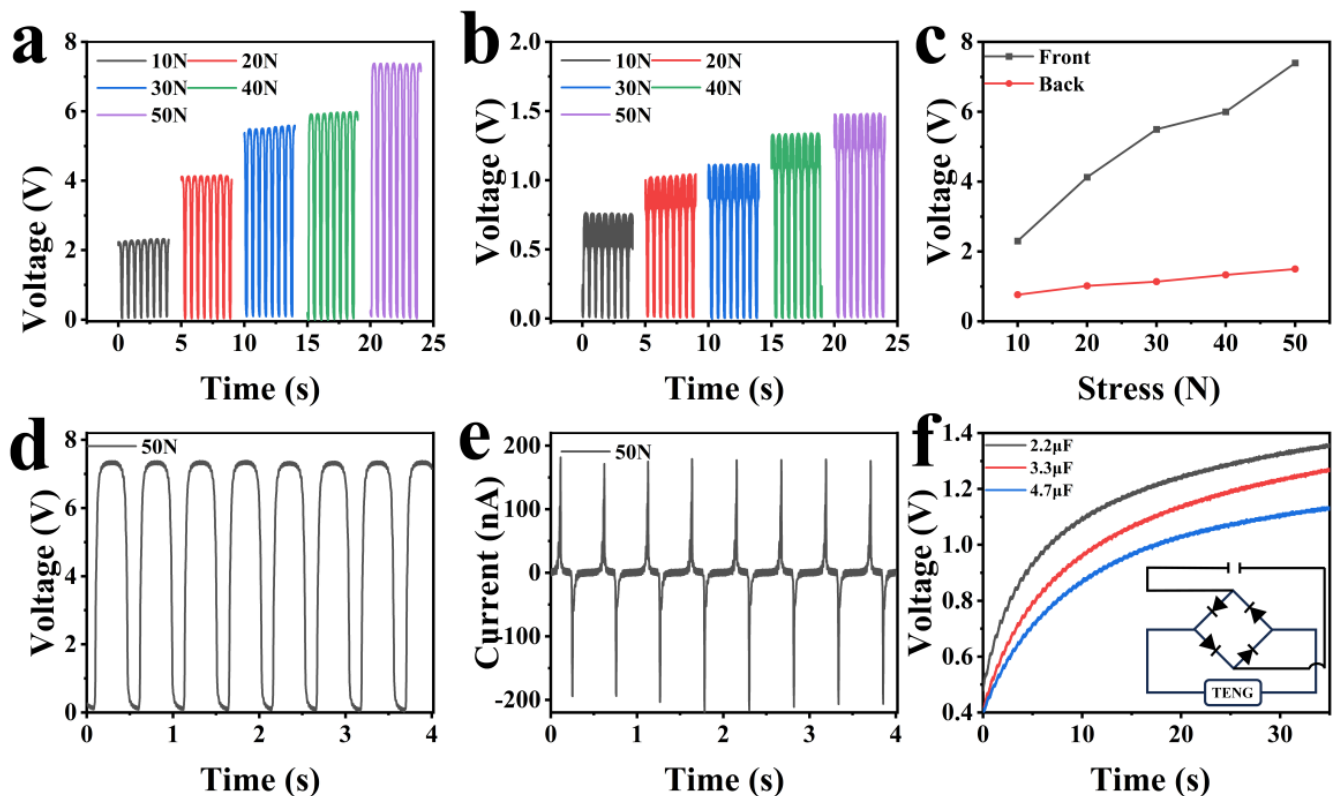 a
8
6
4
2
0
Voltage (V)
10N 20N
30N 40N
50N
0 5 10 15 20 25
Time (s)
b
2.0
1.5
1.0
0.5
0.0
Voltage (V)
10N 20N
30N 40N
50N
0 5 10 15 20 25
Time (s)
c
8
6
4
2
0
Voltage (V)
Front
Back
10 20 30 40 50
Stress (N)
d
8
6
4
2
0
Voltage (V)
50N
0 1 2 3 4
Time (s)
e
200
100
0
-100
-200
Current (nA)
50N
0 1 2 3 4
Time (s)
f
1.4
1.2
1.0
0.8
0.6
0.4
Voltage (V)
2.2μF
3.3μF
4.7μF
TENG
0 10 20 30
Time (s)